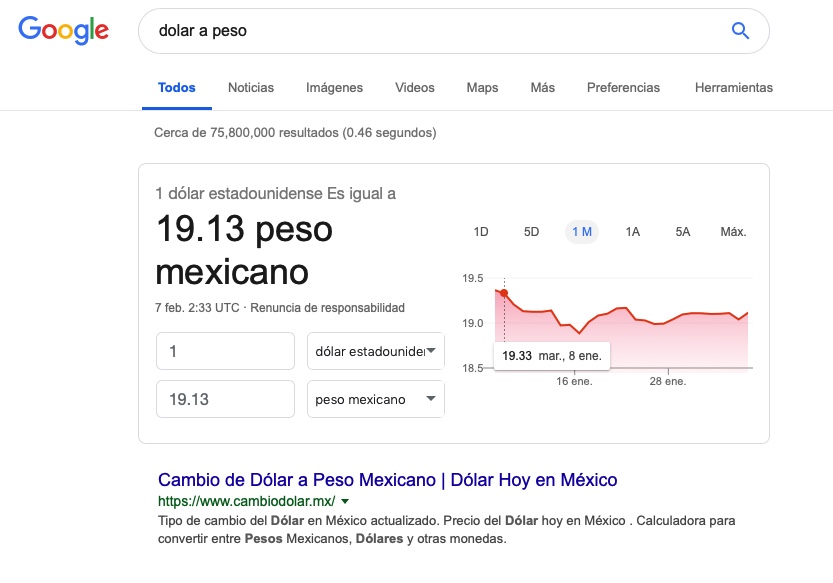 Google
dolar a peso
Todos Noticias Imágenes Videos Maps Más Preferencias Herramientas
Cerca de 75,800,000 resultados (0.46 segundos)
1 dólar estadounidense Es igual a
19.13 peso
mexicano
7 feb. 2:33 UTC · Renuncia de responsabilidad
1 dólar estadounider
19.13 peso mexicano
1D 5D 1 M 1A 5A Máx.
19.5
19.0
18.5
19.33 mar., 8 ene.
16 ene. 28 ene.
Cambio de Dólar a Peso Mexicano | Dólar Hoy en México
https://www.cambiodolar.mx/
Tipo de cambio del Dólar en México actualizado. Precio del Dólar hoy en México . Calculadora para
convertir entre Pesos Mexicanos, Dólares y otras monedas.